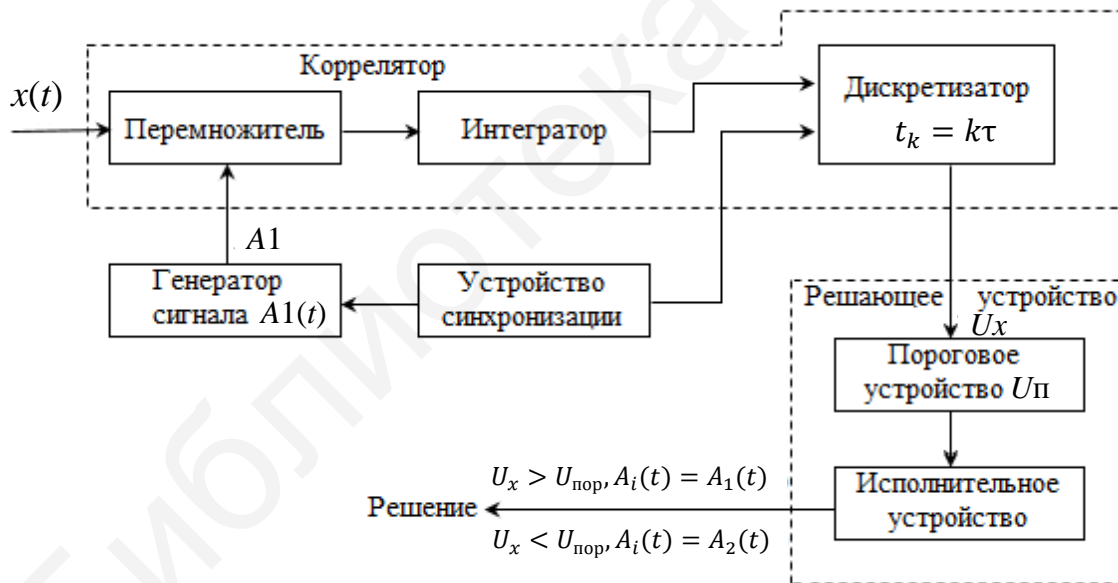 Коррелятор
x(t)
Перемножитель
Интегратор
Дискретизатор
t_k = kτ
A1
Генератор
сигнала A1(t)
Устройство
синхронизации
Решающее устройство
Ux
Пороговое
устройство Uп
U_x > U_пор, A_i(t) = A_1(t)
Решение
U_x < U_пор, A_i(t) = A_2(t)
Исполнительное
устройство
Библиотека